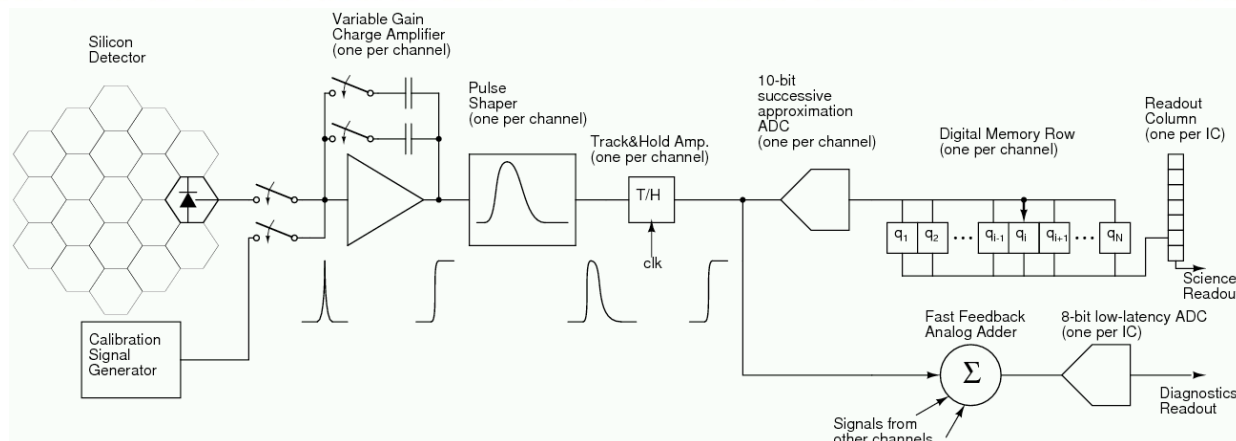 Silicon
Detector
Variable Gain
Charge Amplifier
(one per channel)
Pulse
Shaper
(one per channel)
Track&Hold Amp.
(one per channel)
T/H
clk
10-bit
successive
approximation
ADC
(one per channel)
Digital Memory Row
(one per channel)
q1 q2 ... qi-1 qi qi+1 ... qN
Readout
Column
(one per IC)
Science
Readout
Calibration
Signal
Generator
Fast Feedback
Analog Adder
Σ
8-bit low-latency ADC
(one per IC)
Diagnostics
Readout
Signals from
other channels